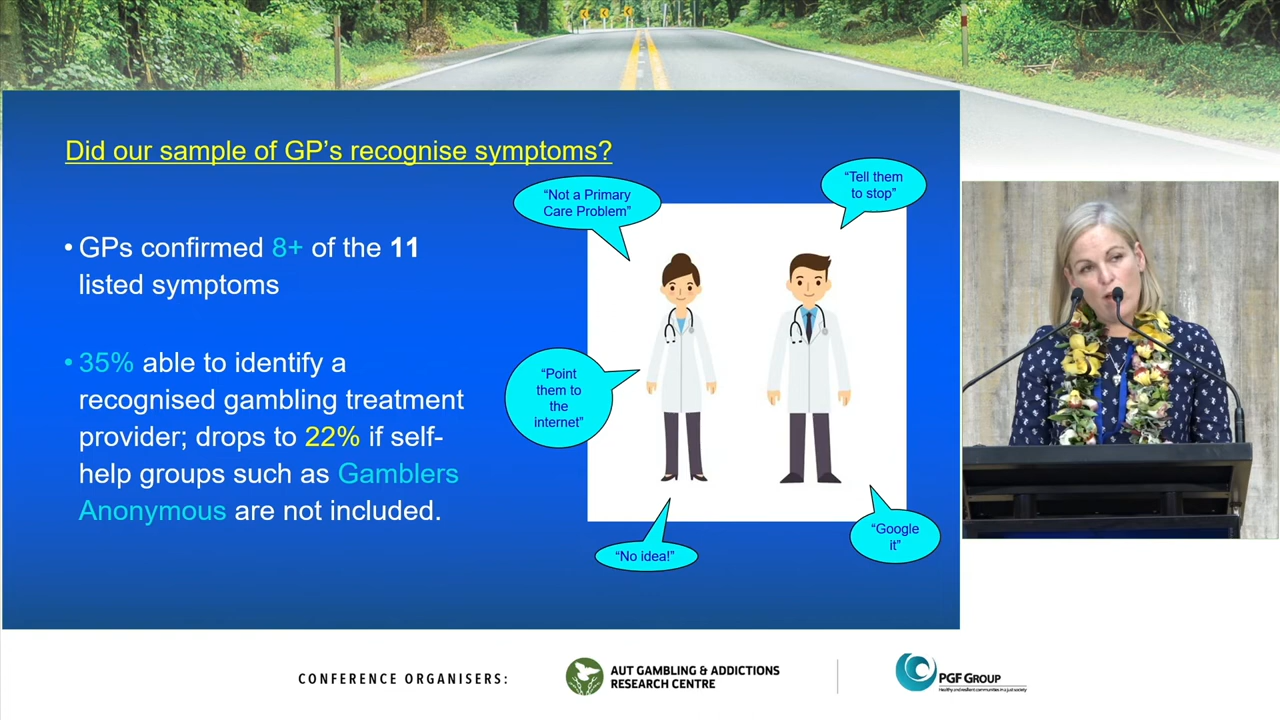 Did our sample of GP’s recognise symptoms?
• GPs confirmed 8+ of the 11
listed symptoms
• 35% able to identify a
recognised gambling treatment
provider; drops to 22% if self-
help groups such as Gamblers
Anonymous are not included.
“Not a Primary
Care Problem”
“Tell them
to stop”
“Point
them to
the
internet”
“No idea!”
“Google
it”
CONFERENCE ORGANISERS:
AUT GAMBLING & ADDICTIONS
RESEARCH CENTRE
PGF GROUP
Healthy and resilient communities in a just society